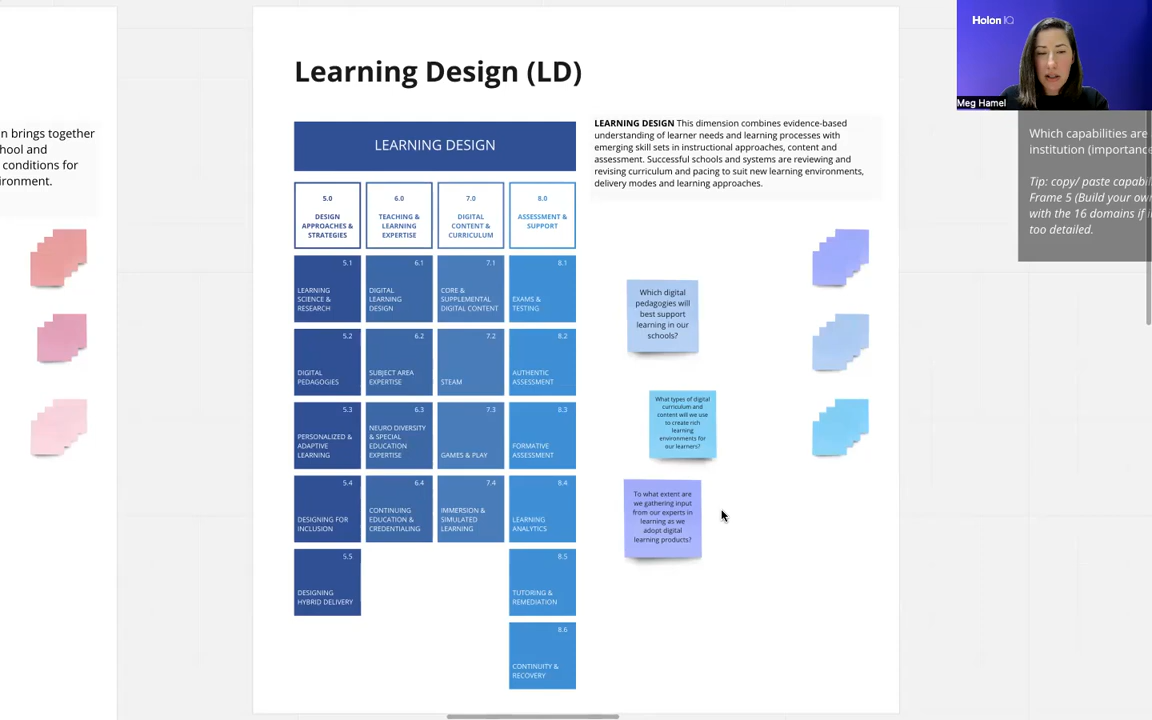 Learning Design (LD)
Holon IQ
Meg Hamel
n brings together
hool and
conditions for
ironment.
LEARNING DESIGN
LEARNING DESIGN This dimension combines evidence-based
understanding of learner needs and learning processes with
emerging skill sets in instructional approaches, content and
assessment. Successful schools and systems are reviewing and
revising curriculum and pacing to suit new learning environments,
delivery modes and learning approaches.
Which capabilities are
institution (importanc
Tip: copy/ paste capabil
Frame 5 (Build your own
with the 16 domains if i
too detailed.
5.0
DESIGN
APPROACHES &
STRATEGIES
6.0
TEACHING &
LEARNING
EXPERTISE
7.0
DIGITAL
CONTENT &
CURRICULUM
8.0
ASSESSMENT &
SUPPORT
5.1
LEARNING
SCIENCE &
RESEARCH
6.1
DIGITAL
LEARNING
DESIGN
7.1
CORE &
SUPPLEMENTAL
DIGITAL CONTENT
8.1
EXAMS &
TESTING
5.2
DIGITAL
PEDAGOGIES
6.2
SUBJECT AREA
EXPERTISE
7.2
STEAM
8.2
AUTHENTIC
ASSESSMENT
5.3
PERSONALIZED &
ADAPTIVE
LEARNING
6.3
NEURO DIVERSITY
& SPECIAL
EDUCATION
EXPERTISE
7.3
GAMES & PLAY
8.3
FORMATIVE
ASSESSMENT
5.4
DESIGNING FOR
INCLUSION
6.4
CONTINUING
EDUCATION &
CREDENTIALING
7.4
IMMERSION &
SIMULATED
LEARNING
8.4
LEARNING
ANALYTICS
5.5
DESIGNING
HYBRID DELIVERY
8.5
TUTORING &
REMEDIATION
8.6
CONTINUITY &
RECOVERY
Which digital
pedagogies will
best support
learning in our
schools?
What types of digital
curriculum and
content will we use
to create rich
learning
environments for
our learners?
To what extent are
we gathering input
from our experts in
learning as we
adopt digital
learning products?